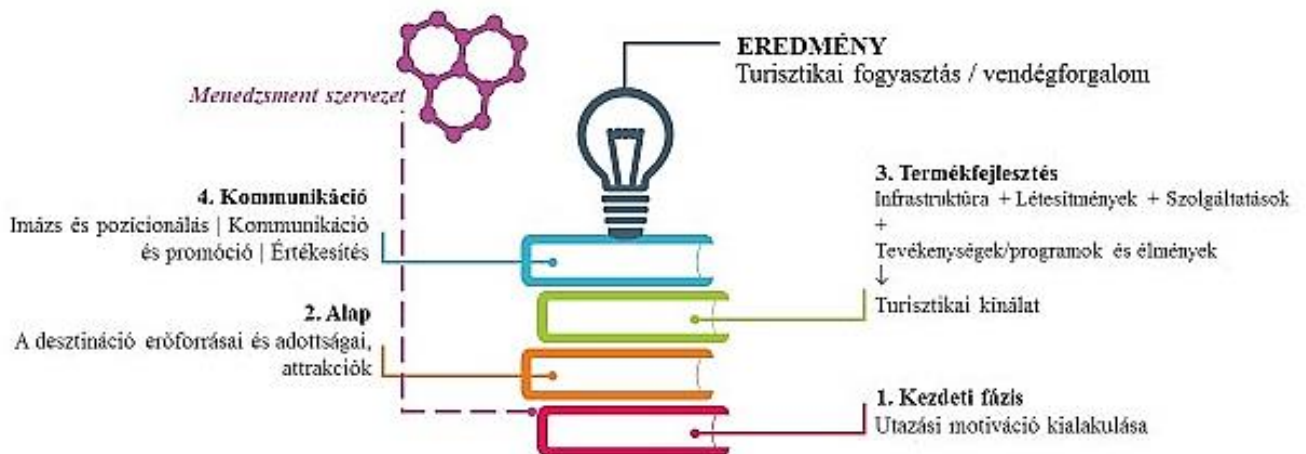 EREDMÉNY
Turisztikai fogyasztás / vendégforgalom
Menedzsment szervezet
4. Kommunikáció
Imázs és pozícionálás | Kommunikáció
és promóció | Értékesítés
3. Termékfejlesztés
Infrastruktúra + Létesítmények + Szolgáltatások
+
Tevékenységek/programok és élmények
↓
Turisztikai kínálat
2. Alap
A desztináció erőforrásai és adottságai,
attrakciók
1. Kezdeti fázis
Utazási motiváció kialakulása